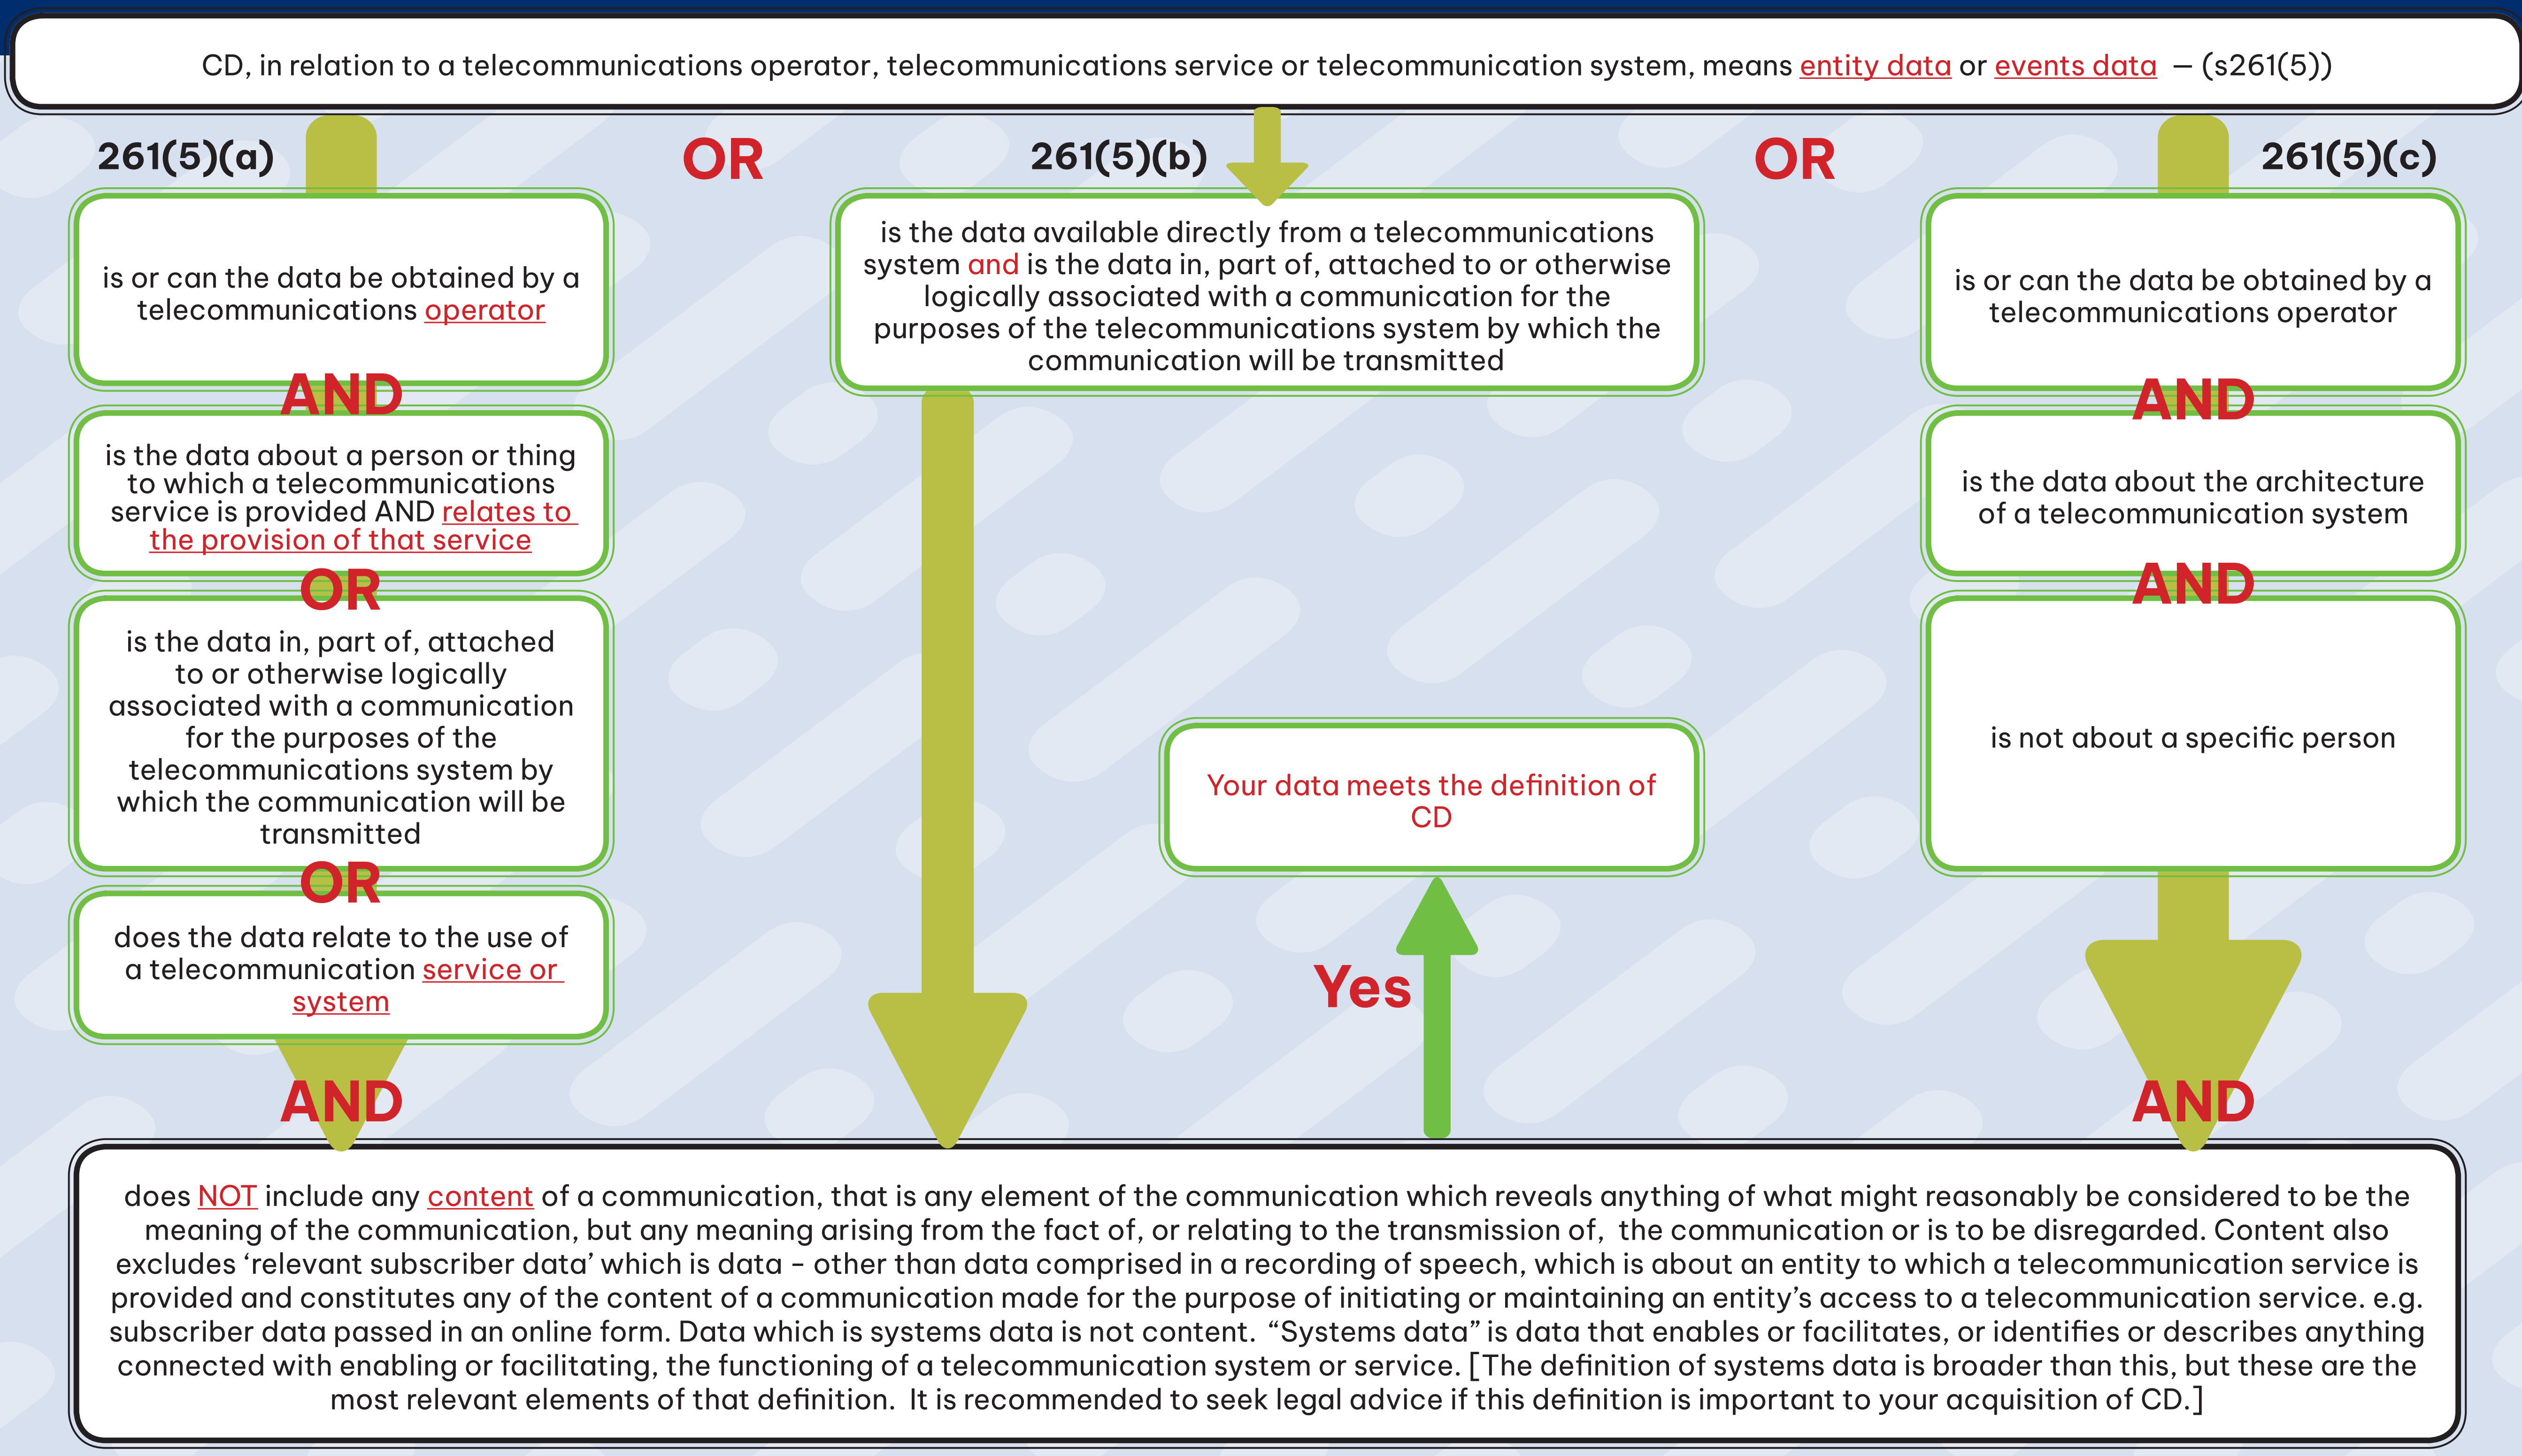 CD, in relation to a telecommunications operator, telecommunications service or telecommunication system, means entity data or events data – (s261(5))
261(5)(a)
OR
261(5)(b)
OR
261(5)(c)
is or can the data be obtained by a
telecommunications operator
AND
is the data about a person or thing
to which a telecommunications
service is provided AND relates to
the provision of that service
OR
is the data in, part of, attached
to or otherwise logically
associated with a communication
for the purposes of the
telecommunications system by
which the communication will be
transmitted
OR
does the data relate to the use of
a telecommunication service or
system
AND
is the data available directly from a telecommunications
system and is the data in, part of, attached to or otherwise
logically associated with a communication for the
purposes of the telecommunications system by which the
communication will be transmitted
Your data meets the definition of
CD
Yes
is or can the data be obtained by a
telecommunications operator
AND
is the data about the architecture
of a telecommunication system
AND
is not about a specific person
AND
does NOT include any content of a communication, that is any element of the communication which reveals anything of what might reasonably be considered to be the
meaning of the communication, but any meaning arising from the fact of, or relating to the transmission of, the communication or is to be disregarded. Content also
excludes ‘relevant subscriber data’ which is data – other than data comprised in a recording of speech, which is about an entity to which a telecommunication service is
provided and constitutes any of the content of a communication made for the purpose of initiating or maintaining an entity’s access to a telecommunication service. e.g.
subscriber data passed in an online form. Data which is systems data is not content. “Systems data” is data that enables or facilitates, or identifies or describes anything
connected with enabling or facilitating, the functioning of a telecommunication system or service. [The definition of systems data is broader than this, but these are the
most relevant elements of that definition. It is recommended to seek legal advice if this definition is important to your acquisition of CD.]